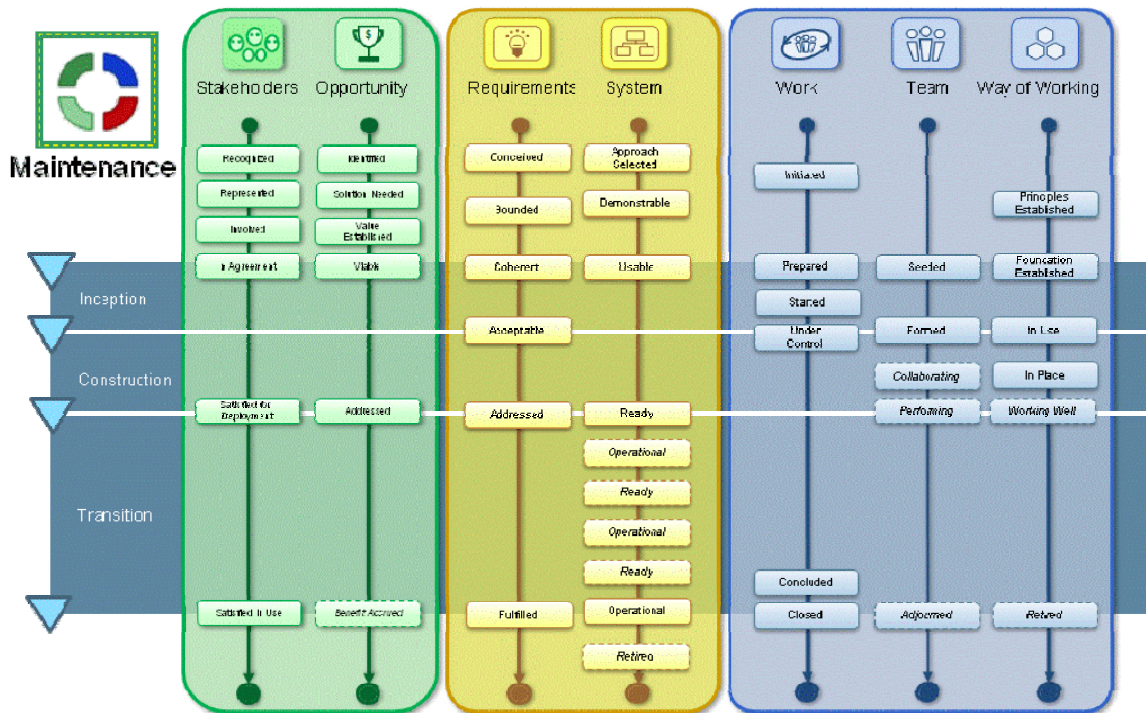 Maintenance
Inception
Construction
Transition
Stakehoders
Recognized
Represented
Involved
In Agreement
Satisfied for
Deployment
Satisfied in Use
$
Opportunity
Identified
Solution Needed
Value
Established
Viable
Addressed
Benefit Accrued
Requirements
Conceived
Bounded
Coherent
Acceptable
Addressed
Fulfilled
System
Approach
Selected
Demonstrable
Usable
Ready
Operational
Ready
Operational
Ready
Operational
Retired
Work
Initiated
Prepared
Started
Under
Control
Concluded
Closed
Team
Seeded
Formed
Collaborating
Performing
Adjourned
Way of Working
Principles
Established
Foundation
Established
In Use
In Place
Working Well
Retired